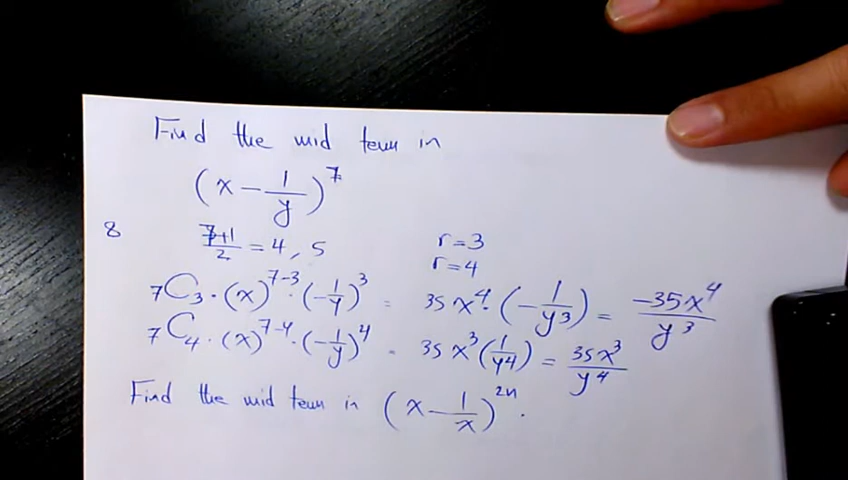 Find the mid term in
(x - 1/y)^7
8 (7+1)/2 = 4, 5 r=3
r=4
7C3 · (x)^(7-3) · (-1/y)^3 = 35x^4 · (-1/y^3) = -35x^4/y^3
7C4 · (x)^(7-4) · (-1/y)^4 = 35x^3 (1/y^4) = 35x^3/y^4
Find the mid term in (x - 1/x)^2n .